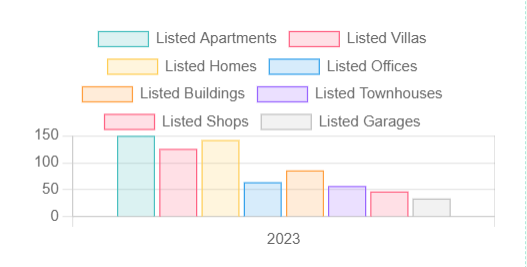 Listed Apartments Listed Villas
Listed Homes Listed Offices
Listed Buildings Listed Townhouses
Listed Shops Listed Garages
150
100
50
0
2023